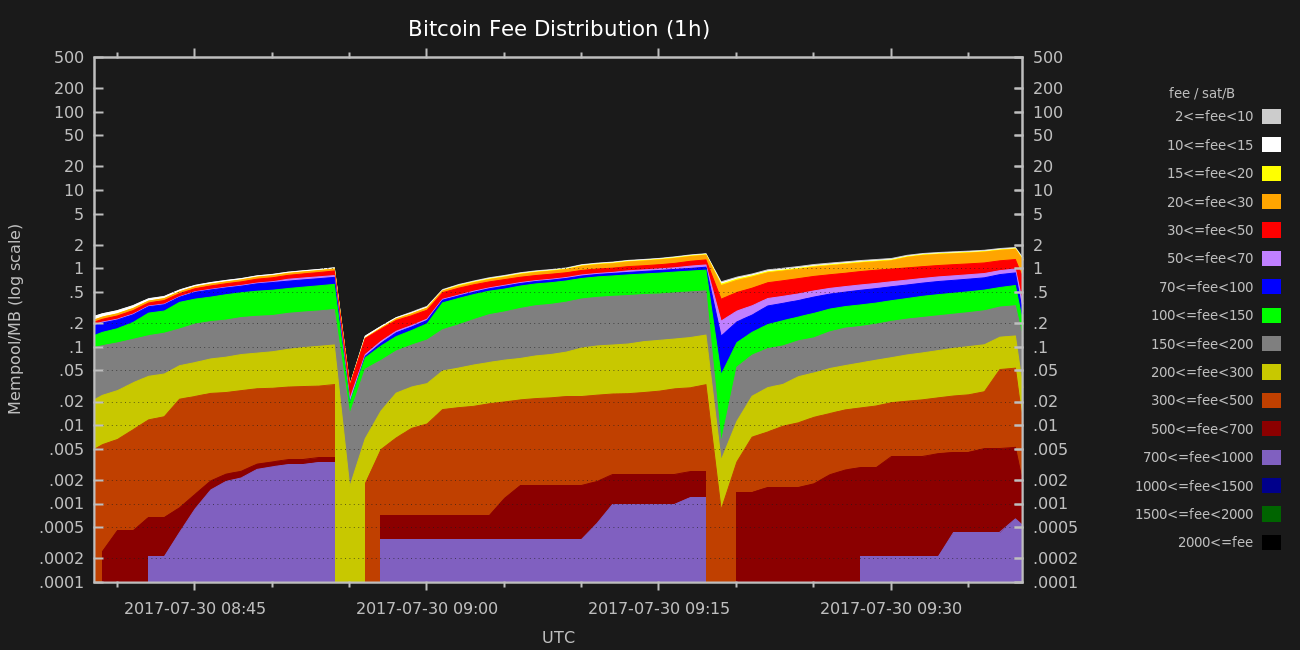 Bitcoin Fee Distribution (1h)
Mempool/MB (log scale)
500
200
100
50
20
10
5
2
1
.5
.2
.1
.05
.02
.01
.005
.002
.001
.0005
.0002
.0001
500
200
100
50
20
10
5
2
1
.5
.2
.1
.05
.02
.01
.005
.002
.001
.0005
.0002
.0001
2017-07-30 08:45 2017-07-30 09:00 2017-07-30 09:15 2017-07-30 09:30
UTC
fee / sat/B
2<=fee<10
10<=fee<15
15<=fee<20
20<=fee<30
30<=fee<50
50<=fee<70
70<=fee<100
100<=fee<150
150<=fee<200
200<=fee<300
300<=fee<500
500<=fee<700
700<=fee<1000
1000<=fee<1500
1500<=fee<2000
2000<=fee